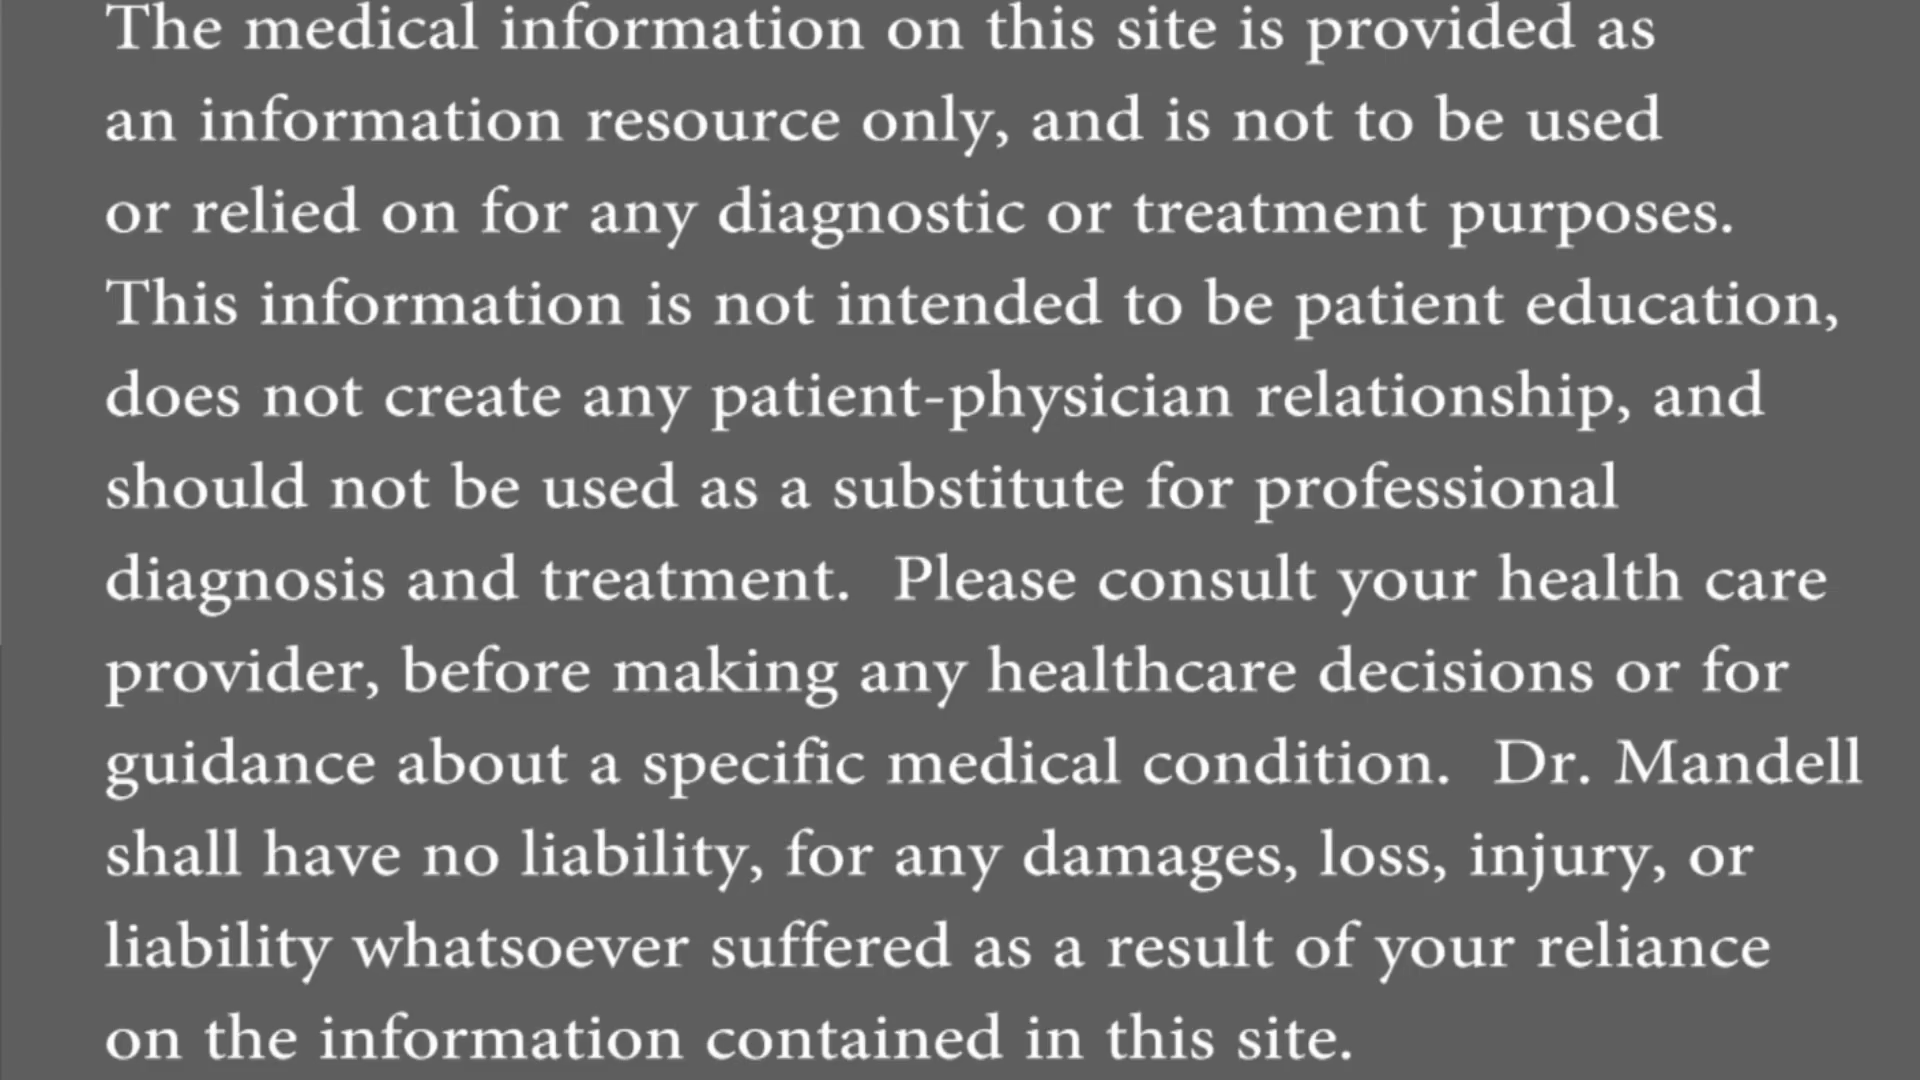 The medical information on this site is provided as
an information resource only, and is not to be used
or relied on for any diagnostic or treatment purposes.
This information is not intended to be patient education,
does not create any patient-physician relationship, and
should not be used as a substitute for professional
diagnosis and treatment.  Please consult your health care
provider, before making any healthcare decisions or for
guidance about a specific medical condition.  Dr. Mandell
shall have no liability, for any damages, loss, injury, or
liability whatsoever suffered as a result of your reliance
on the information contained in this site.